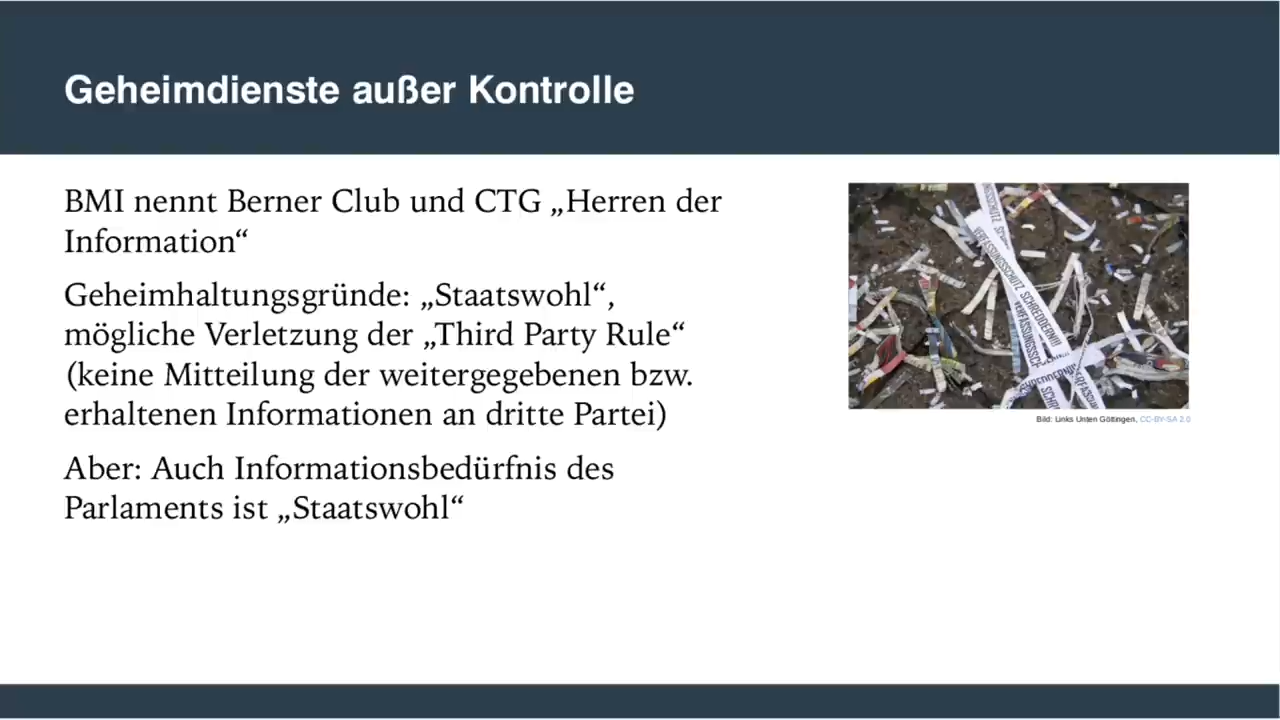 Geheimdienste außer Kontrolle
BMI nennt Berner Club und CTG „Herren der
Information“
Geheimhaltungsgründe: „Staatswohl“,
mögliche Verletzung der „Third Party Rule“
(keine Mitteilung der weitergegebenen bzw.
erhaltenen Informationen an dritte Partei)
Aber: Auch Informationsbedürfnis des
Parlaments ist „Staatswohl“
VERFASSUNGSSCHUTZ SCHREDDERN!!!
Bild: Links Unten Göttingen, CC-BY-SA 2.0